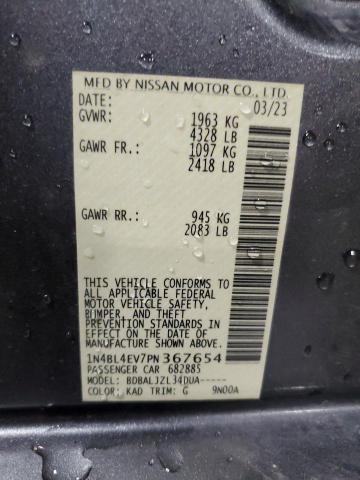 MFD BY NISSAN MOTOR CO., LTD.
DATE: 03/23
GVWR: 1963 KG
4328 LB
GAWR FR.: 1097 KG
2418 LB
GAWR RR.: 945 KG
2083 LB
THIS VEHICLE CONFORMS TO
ALL APPLICABLE FEDERAL
MOTOR VEHICLE SAFETY,
BUMPER, AND THEFT
PREVENTION STANDARDS
IN EFFECT ON THE DATE OF
MANUFACTURE SHOWN ABOVE.
1N4BL4EV7PN367654
PASSENGER CAR 682885
MODEL: BDBALJZL34DUA-----
COLOR: KAD TRIM: G 9N00A